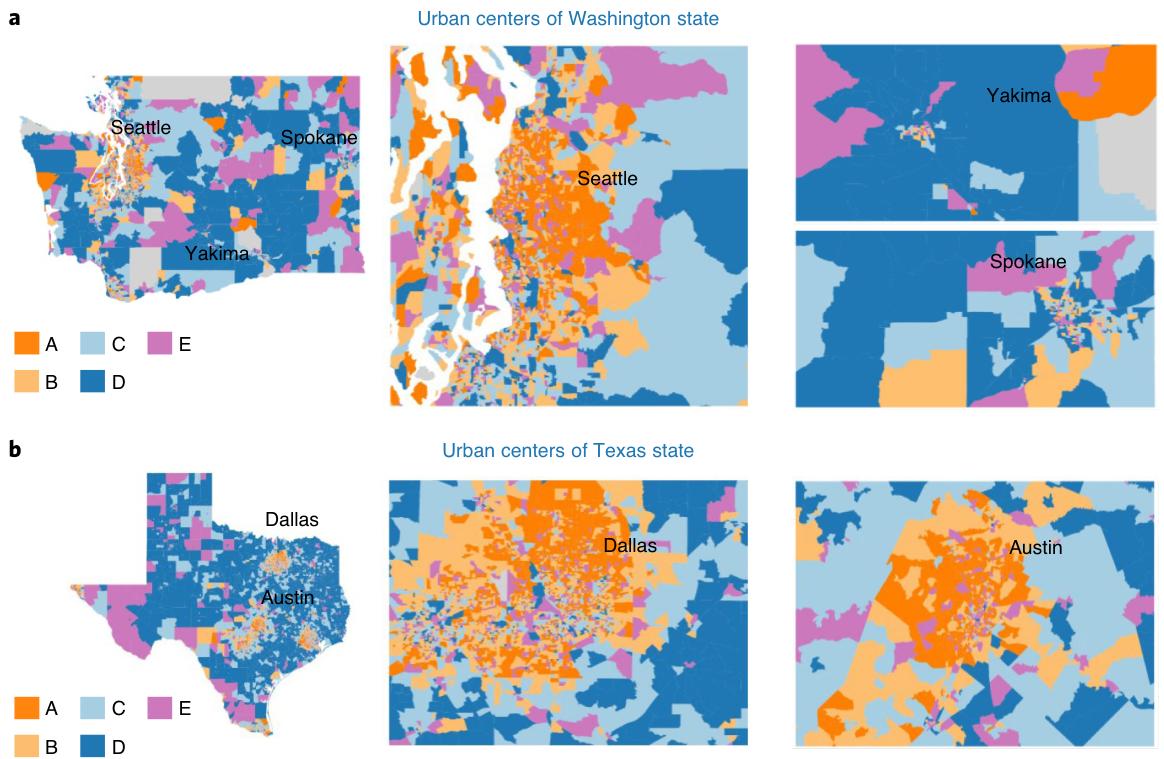 a
Urban centers of Washington state
Seattle
Spokane
Yakima
A C E
B D
Seattle
Yakima
Spokane
b
Urban centers of Texas state
Dallas
Austin
A C E
B D
Dallas
Austin